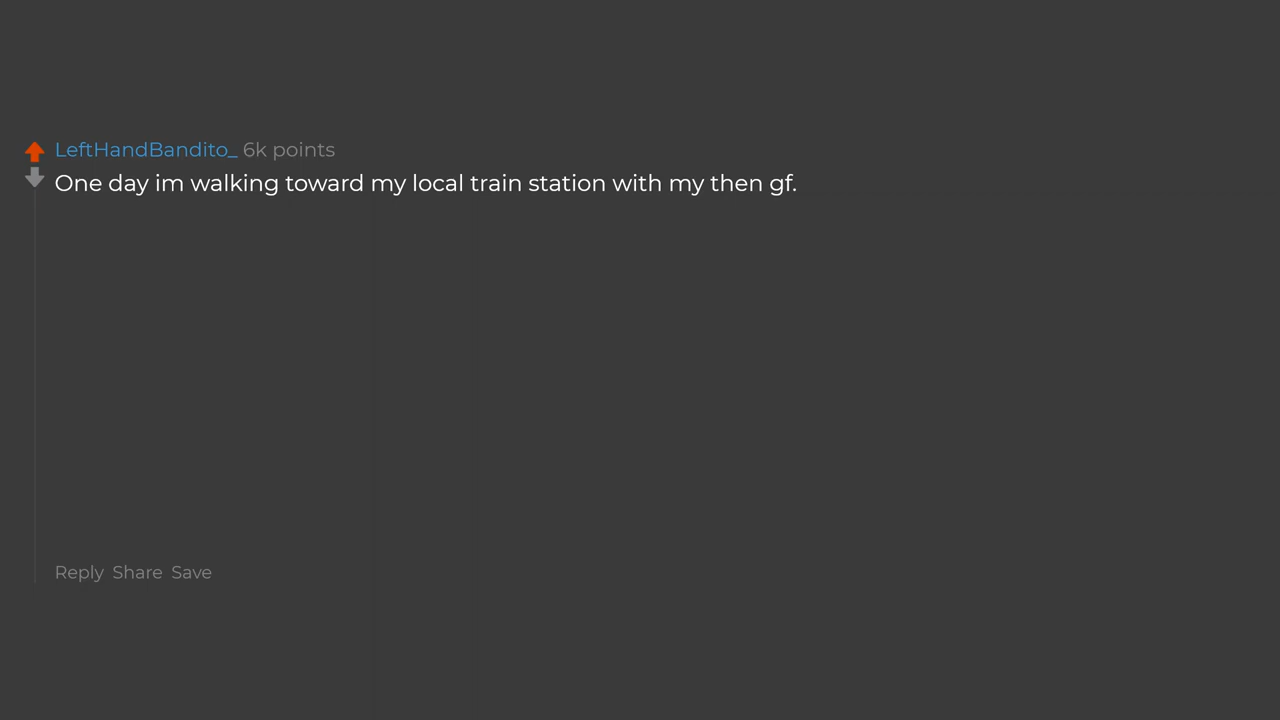 LeftHandBandito_ 6k points
One day im walking toward my local train station with my then gf.
Reply Share Save